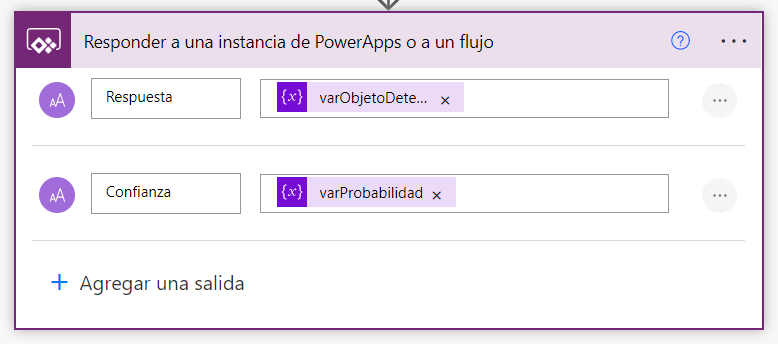 Responder a una instancia de PowerApps o a un flujo
?
...
AA
Respuesta
{x}
varObjetoDete...
×
...
AA
Confianza
{x}
varProbabilidad
×
...
+ Agregar una salida